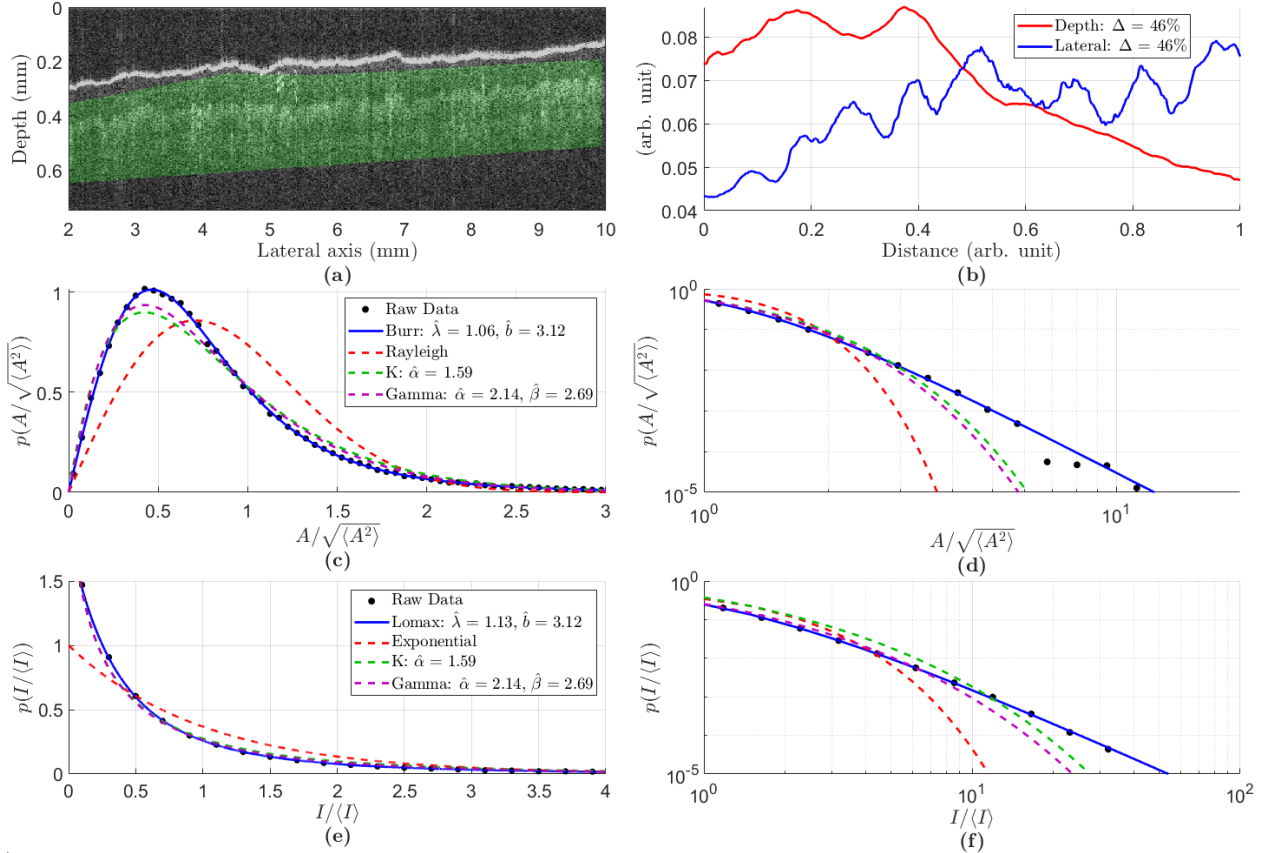 0
0.2
0.4
0.6
Depth (mm)
2 3 4 5 6 7 8 9 10
Lateral axis (mm)
(a)
0.08
0.07
0.06
0.05
0.04
(arb. unit)
Depth: Δ = 46%
Lateral: Δ = 46%
0 0.2 0.4 0.6 0.8 1
Distance (arb. unit)
(b)
1
0.5
0
p(A/√⟨A²⟩)
Raw Data
Burr: λ̂ = 1.06, b̂ = 3.12
Rayleigh
K: α̂ = 1.59
Gamma: α̂ = 2.14, β̂ = 2.69
0 0.5 1 1.5 2 2.5 3
A/√⟨A²⟩
(c)
10⁰
10⁻⁵
p(A/√⟨A²⟩)
10⁰ 10¹
A/√⟨A²⟩
(d)
1.5
1
0.5
0
p(I/⟨I⟩)
Raw Data
Lomax: λ̂ = 1.13, b̂ = 3.12
Exponential
K: α̂ = 1.59
Gamma: α̂ = 2.14, β̂ = 2.69
0 0.5 1 1.5 2 2.5 3 3.5 4
I/⟨I⟩
(e)
10⁰
10⁻⁵
p(I/⟨I⟩)
10⁰ 10¹ 10²
I/⟨I⟩
(f)